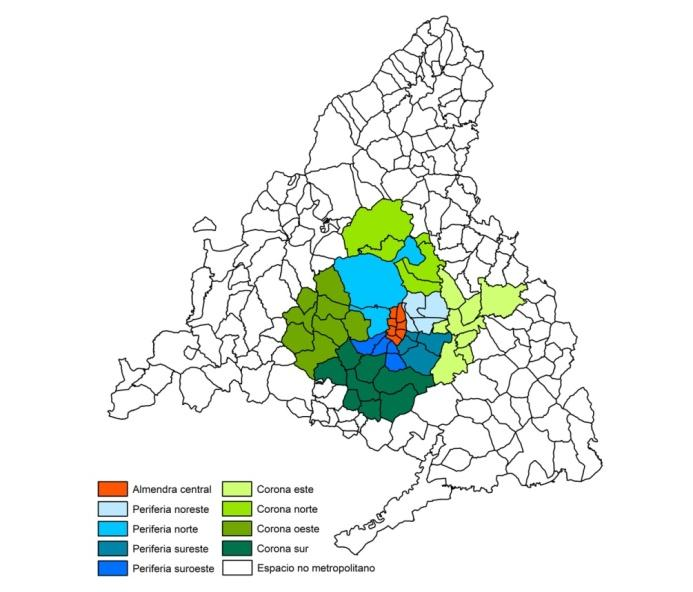 Almendra central
Periferia noreste
Periferia norte
Periferia sureste
Periferia suroeste
Corona este
Corona norte
Corona oeste
Corona sur
Espacio no metropolitano